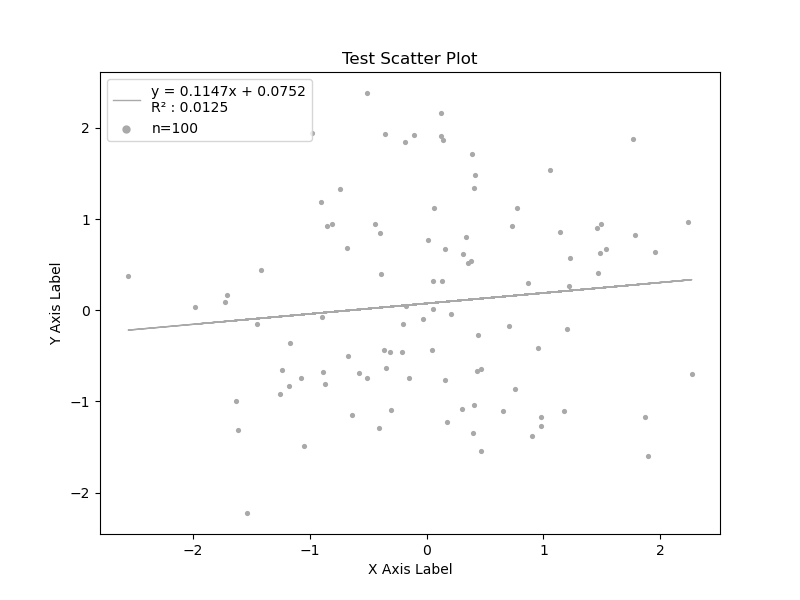 Test Scatter Plot
y = 0.1147x + 0.0752
R² : 0.0125
n=100
Y Axis Label
2
1
0
−1
−2
−2
−1
0
1
2
X Axis Label